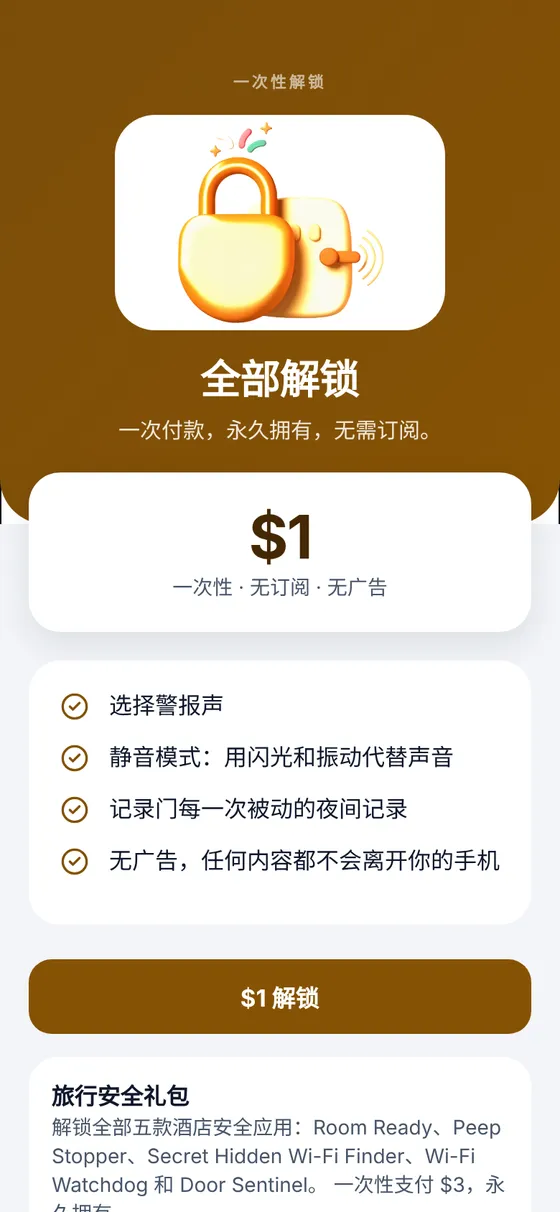 一次性解锁
全部解锁
一次付款，永久拥有，无需订阅。
$1
一次性 · 无订阅 · 无广告
选择警报声
静音模式：用闪光和振动代替声音
记录门每一次被动的夜间记录
无广告，任何内容都不会离开你的手机
$1 解锁
旅行安全礼包
解锁全部五款酒店安全应用：Room Ready、Peep
Stopper、Secret Hidden Wi-Fi Finder、Wi-Fi
Watchdog 和 Door Sentinel。 一次性支付 $3，永
久拥有